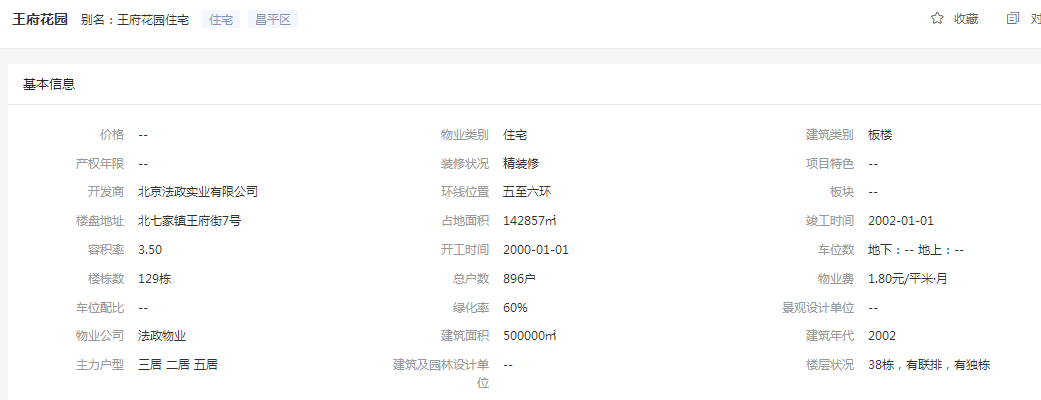 王府花园 别名：王府花园住宅 住宅 昌平区 收藏 对
基本信息
价格 -- 物业类别 住宅 建筑类别 板楼
产权年限 -- 装修状况 精装修 项目特色 --
开发商 北京法政实业有限公司 环线位置 五至六环 板块 --
楼盘地址 北七家镇王府街7号 占地面积 142857㎡ 竣工时间 2002-01-01
容积率 3.50 开工时间 2000-01-01 车位数 地下：-- 地上：--
楼栋数 129栋 总户数 896户 物业费 1.80元/平米·月
车位配比 -- 绿化率 60% 景观设计单位 --
物业公司 法政物业 建筑面积 500000㎡ 建筑年代 2002
主力户型 三居 二居 五居 建筑及园林设计单 -- 楼层状况 38栋，有联排，有独栋
位